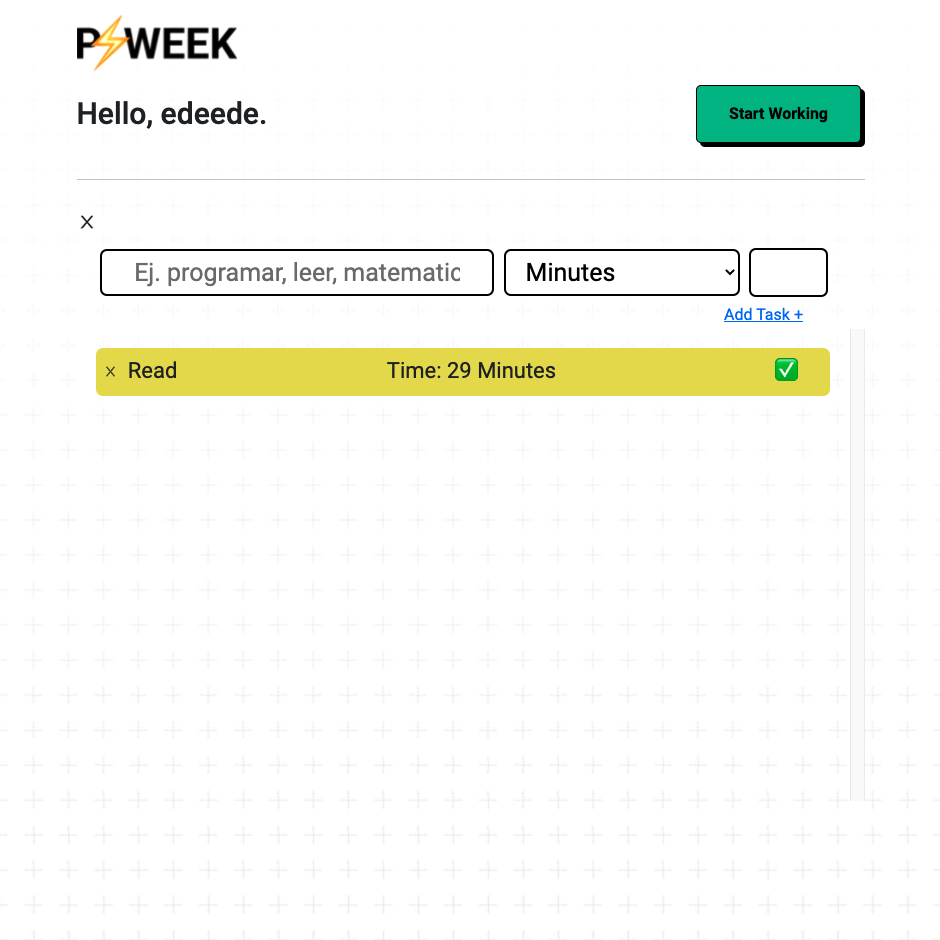 P⚡WEEK
Hello, edeede.
Start Working
X
Ej. programar, leer, matematic
Minutes
Add Task +
x Read Time: 29 Minutes ✅